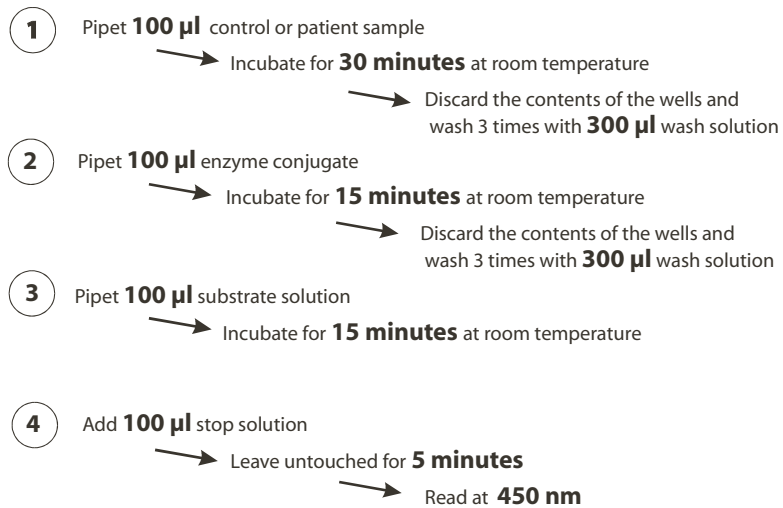 1 Pipet 100 µl control or patient sample
Incubate for 30 minutes at room temperature
Discard the contents of the wells and
wash 3 times with 300 µl wash solution
2 Pipet 100 µl enzyme conjugate
Incubate for 15 minutes at room temperature
Discard the contents of the wells and
wash 3 times with 300 µl wash solution
3 Pipet 100 µl substrate solution
Incubate for 15 minutes at room temperature
4 Add 100 µl stop solution
Leave untouched for 5 minutes
Read at 450 nm